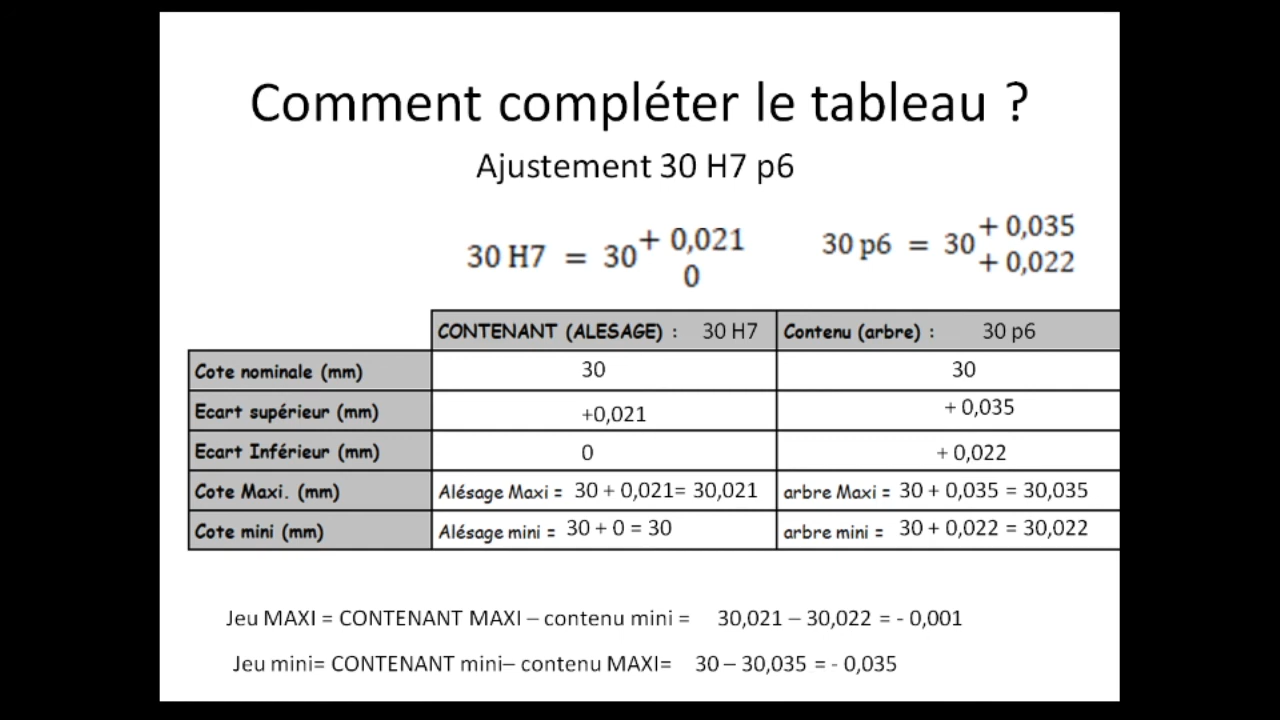 Comment compléter le tableau ?
Ajustement 30 H7 p6
30 H7 = 30 + 0,021
0
30 p6 = 30 + 0,035
+ 0,022
CONTENANT (ALESAGE) : 30 H7 Contenu (arbre) : 30 p6
Cote nominale (mm) 30 30
Ecart supérieur (mm) +0,021 + 0,035
Ecart Inférieur (mm) 0 + 0,022
Cote Maxi. (mm) Alésage Maxi = 30 + 0,021= 30,021 arbre Maxi = 30 + 0,035 = 30,035
Cote mini (mm) Alésage mini = 30 + 0 = 30 arbre mini = 30 + 0,022 = 30,022
Jeu MAXI = CONTENANT MAXI – contenu mini = 30,021 – 30,022 = - 0,001
Jeu mini= CONTENANT mini– contenu MAXI= 30 – 30,035 = - 0,035